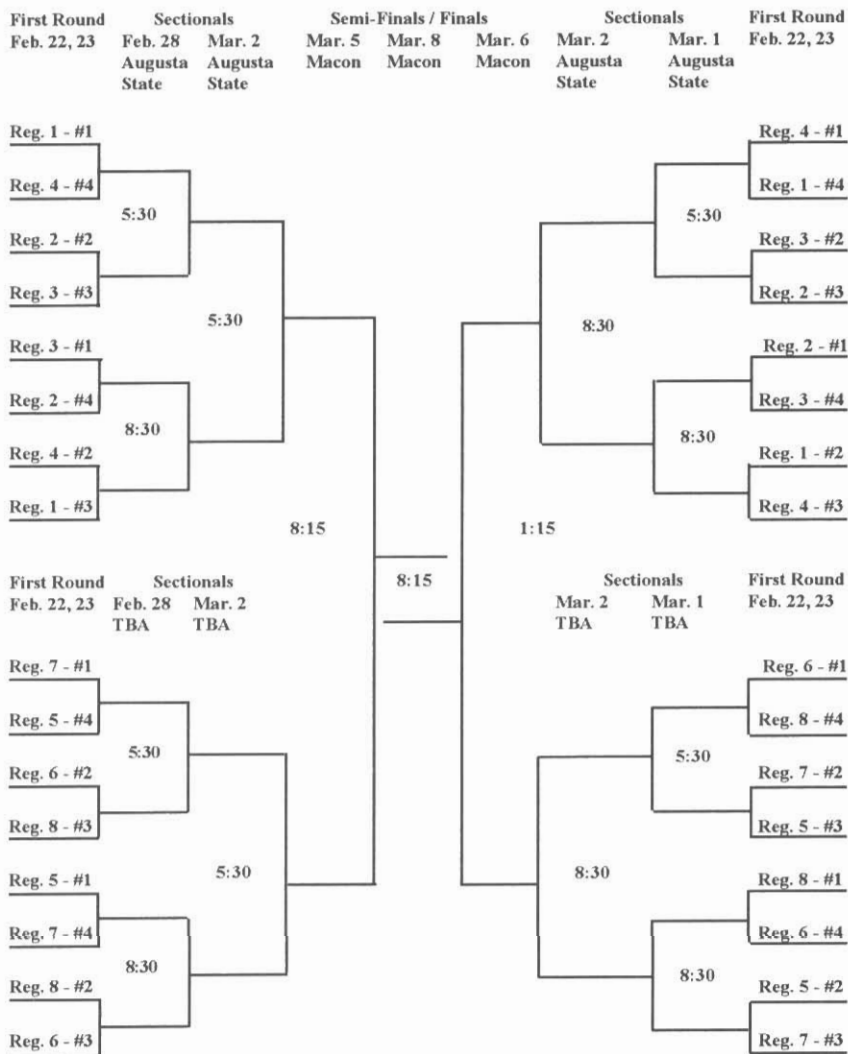 First Round Sectionals Semi-Finals / Finals Sectionals First Round
Feb. 22, 23 Feb. 28 Mar. 2 Mar. 5 Mar. 8 Mar. 6 Mar. 2 Mar. 1 Feb. 22, 23
Augusta Augusta Macon Macon Macon Augusta Augusta
State State State State
Reg. 1 - #1 Reg. 4 - #1
Reg. 4 - #4 Reg. 1 - #4
5:30 5:30
Reg. 2 - #2 Reg. 3 - #2
Reg. 3 - #3 Reg. 2 - #3
5:30 8:30
Reg. 3 - #1 Reg. 2 - #1
Reg. 2 - #4 Reg. 3 - #4
8:30 8:30
Reg. 4 - #2 Reg. 1 - #2
Reg. 1 - #3 Reg. 4 - #3
8:15 1:15
First Round Sectionals 8:15 Sectionals First Round
Feb. 22, 23 Feb. 28 Mar. 2 Mar. 2 Mar. 1 Feb. 22, 23
TBA TBA TBA TBA
Reg. 7 - #1 Reg. 6 - #1
Reg. 5 - #4 Reg. 8 - #4
5:30 5:30
Reg. 6 - #2 Reg. 7 - #2
Reg. 8 - #3 Reg. 5 - #3
5:30 8:30
Reg. 5 - #1 Reg. 8 - #1
Reg. 7 - #4 Reg. 6 - #4
8:30 8:30
Reg. 8 - #2 Reg. 5 - #2
Reg. 6 - #3 Reg. 7 - #3